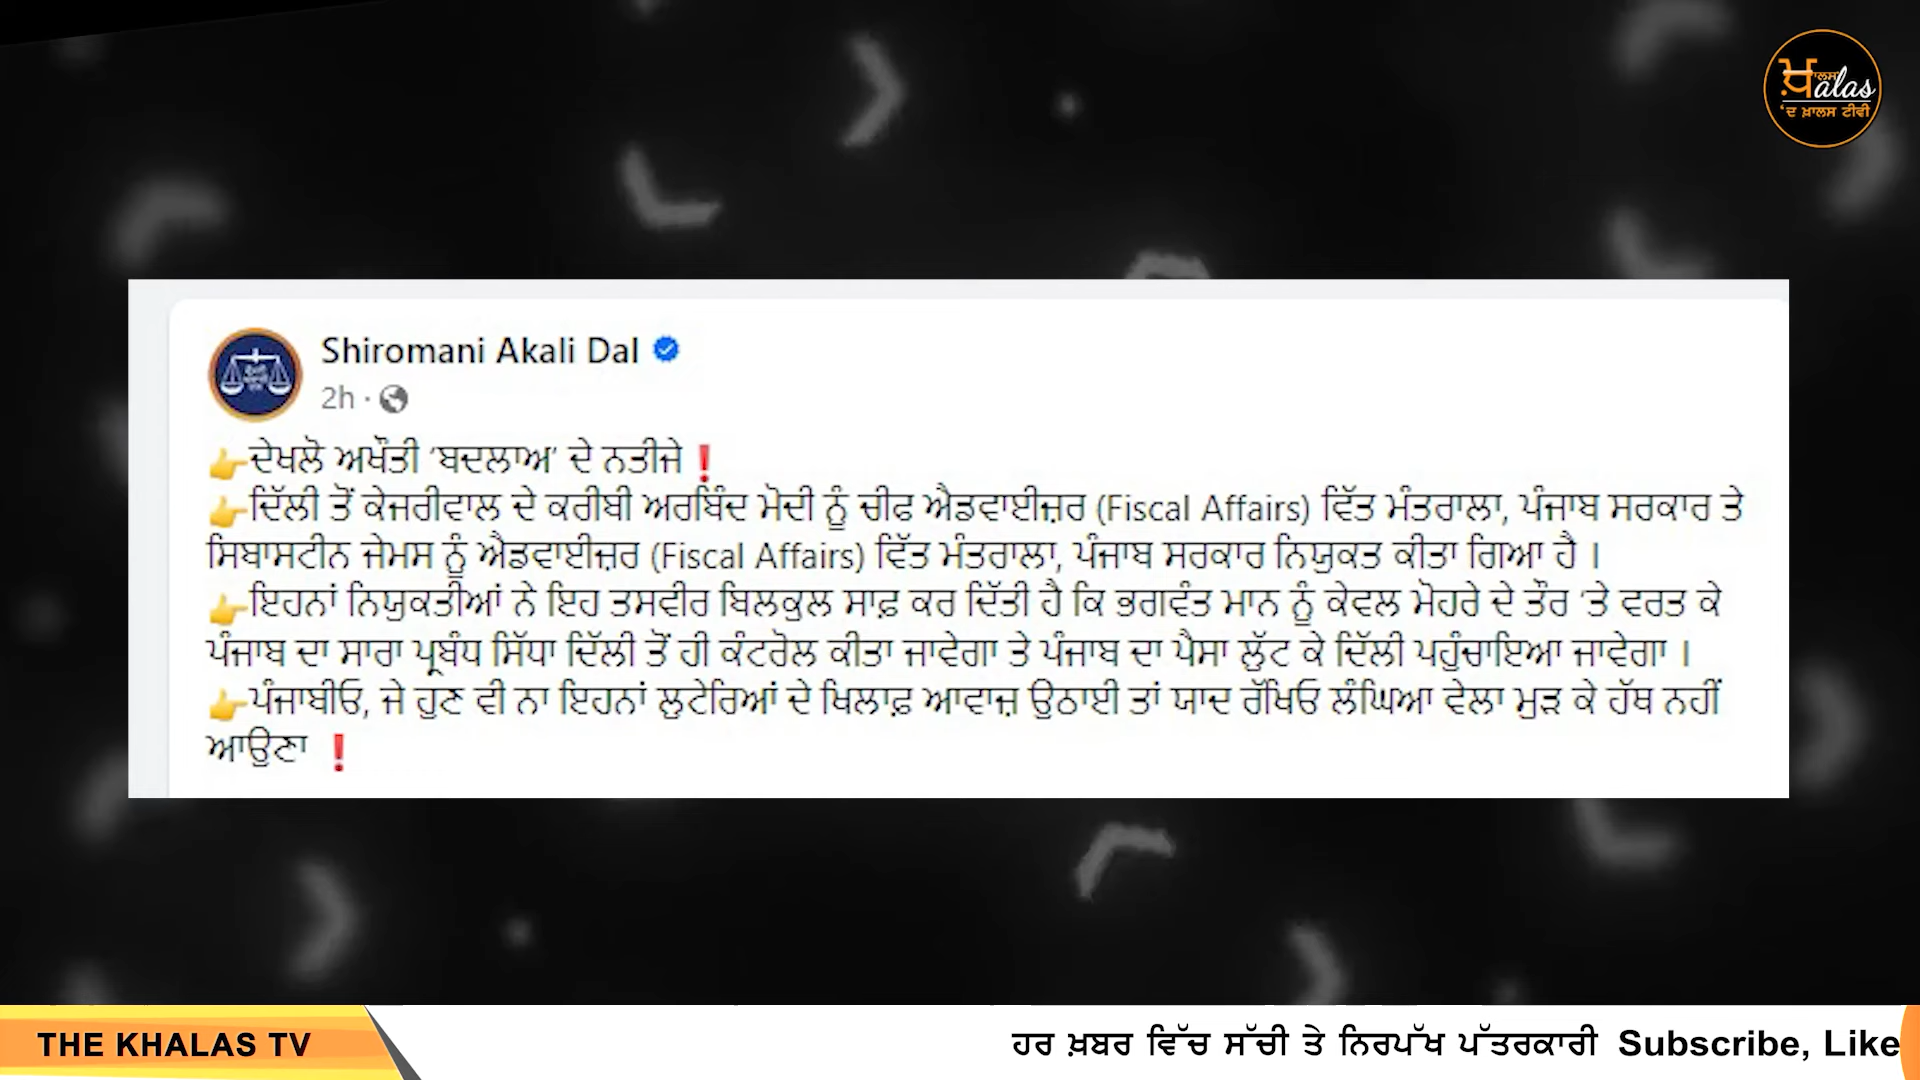 ਖ਼ਾਲਸ
alas
'ਦ ਖ਼ਾਲਸ ਟੀਵੀ
Shiromani Akali Dal
2h ·
👉ਦੇਖਲੋ ਅਖੌਤੀ 'ਬਦਲਾਅ' ਦੇ ਨਤੀਜੇ❗
👉ਦਿੱਲੀ ਤੋਂ ਕੇਜਰੀਵਾਲ ਦੇ ਕਰੀਬੀ ਅਰਬਿੰਦ ਮੋਦੀ ਨੂੰ ਚੀਫ ਐਡਵਾਈਜ਼ਰ (Fiscal Affairs) ਵਿੱਤ ਮੰਤਰਾਲਾ, ਪੰਜਾਬ ਸਰਕਾਰ ਤੇ
ਸਿਬਾਸਟੀਨ ਜੇਮਸ ਨੂੰ ਐਡਵਾਈਜ਼ਰ (Fiscal Affairs) ਵਿੱਤ ਮੰਤਰਾਲਾ, ਪੰਜਾਬ ਸਰਕਾਰ ਨਿਯੁਕਤ ਕੀਤਾ ਗਿਆ ਹੈ।
👉ਇਹਨਾਂ ਨਿਯੁਕਤੀਆਂ ਨੇ ਇਹ ਤਸਵੀਰ ਬਿਲਕੁਲ ਸਾਫ਼ ਕਰ ਦਿੱਤੀ ਹੈ ਕਿ ਭਗਵੰਤ ਮਾਨ ਨੂੰ ਕੇਵਲ ਮੋਹਰੇ ਦੇ ਤੌਰ 'ਤੇ ਵਰਤ ਕੇ
ਪੰਜਾਬ ਦਾ ਸਾਰਾ ਪ੍ਰਬੰਧ ਸਿੱਧਾ ਦਿੱਲੀ ਤੋਂ ਹੀ ਕੰਟਰੋਲ ਕੀਤਾ ਜਾਵੇਗਾ ਤੇ ਪੰਜਾਬ ਦਾ ਪੈਸਾ ਲੁੱਟ ਕੇ ਦਿੱਲੀ ਪਹੁੰਚਾਇਆ ਜਾਵੇਗਾ।
👉ਪੰਜਾਬੀਓ, ਜੇ ਹੁਣ ਵੀ ਨਾ ਇਹਨਾਂ ਲੁਟੇਰਿਆਂ ਦੇ ਖਿਲਾਫ਼ ਆਵਾਜ਼ ਉਠਾਈ ਤਾਂ ਯਾਦ ਰੱਖਿਓ ਲੰਘਿਆ ਵੇਲਾ ਮੁੜ ਕੇ ਹੱਥ ਨਹੀਂ
ਆਉਣਾ ❗
THE KHALAS TV
ਹਰ ਖ਼ਬਰ ਵਿੱਚ ਸੱਚੀ ਤੇ ਨਿਰਪੱਖ ਪੱਤਰਕਾਰੀ Subscribe, Like